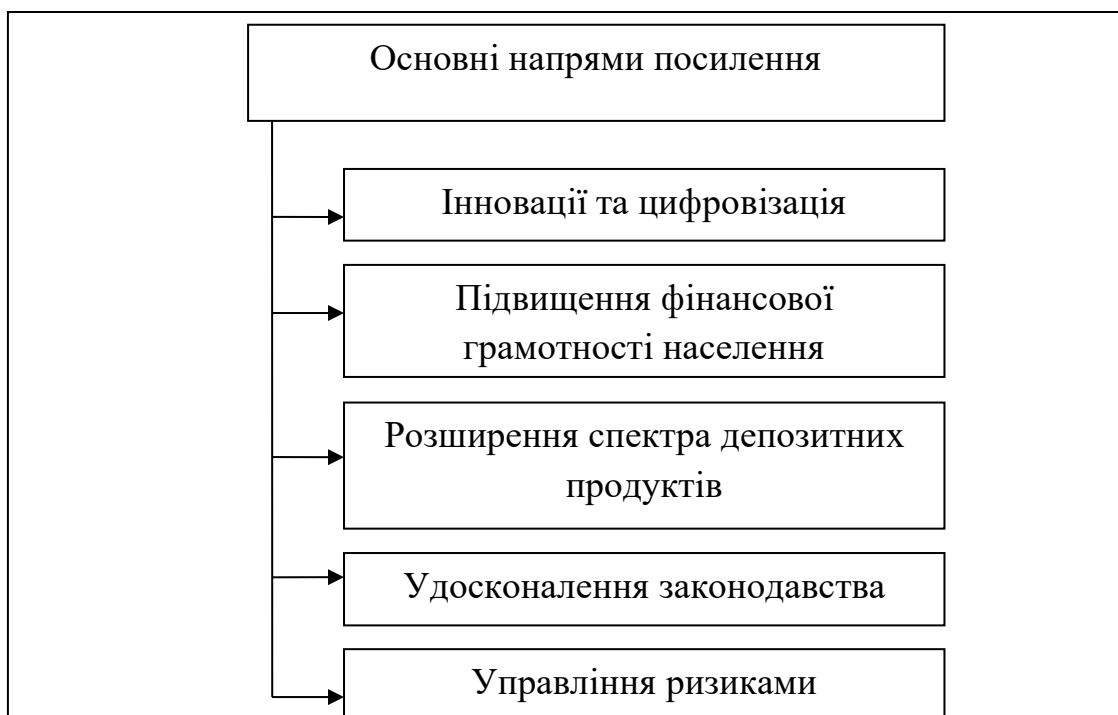 Основні напрями посилення
Інновації та цифровізація
Підвищення фінансової
грамотності населення
Розширення спектра депозитних
продуктів
Удосконалення законодавства
Управління ризиками